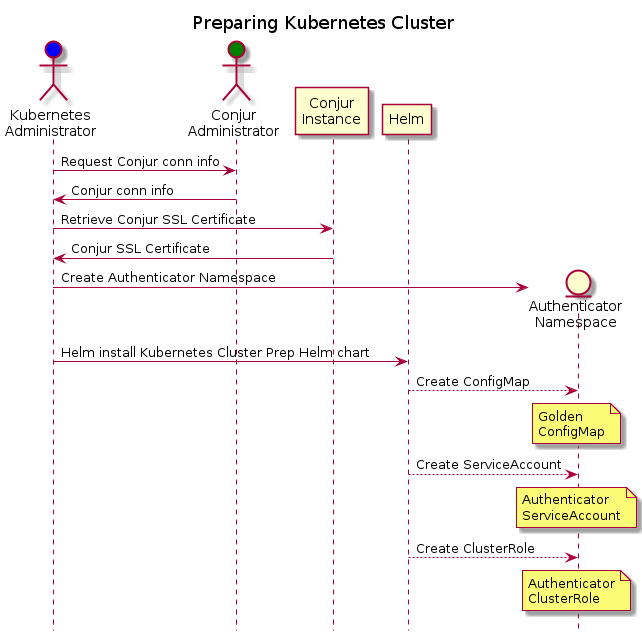 Preparing Kubernetes Cluster
Kubernetes
Administrator
Conjur
Administrator
Conjur
Instance
Helm
Request Conjur conn info
Conjur conn info
Retrieve Conjur SSL Certificate
Conjur SSL Certificate
Create Authenticator Namespace
Authenticator
Namespace
Helm install Kubernetes Cluster Prep Helm chart
Create ConfigMap
Golden
ConfigMap
Create ServiceAccount
Authenticator
ServiceAccount
Create ClusterRole
Authenticator
ClusterRole